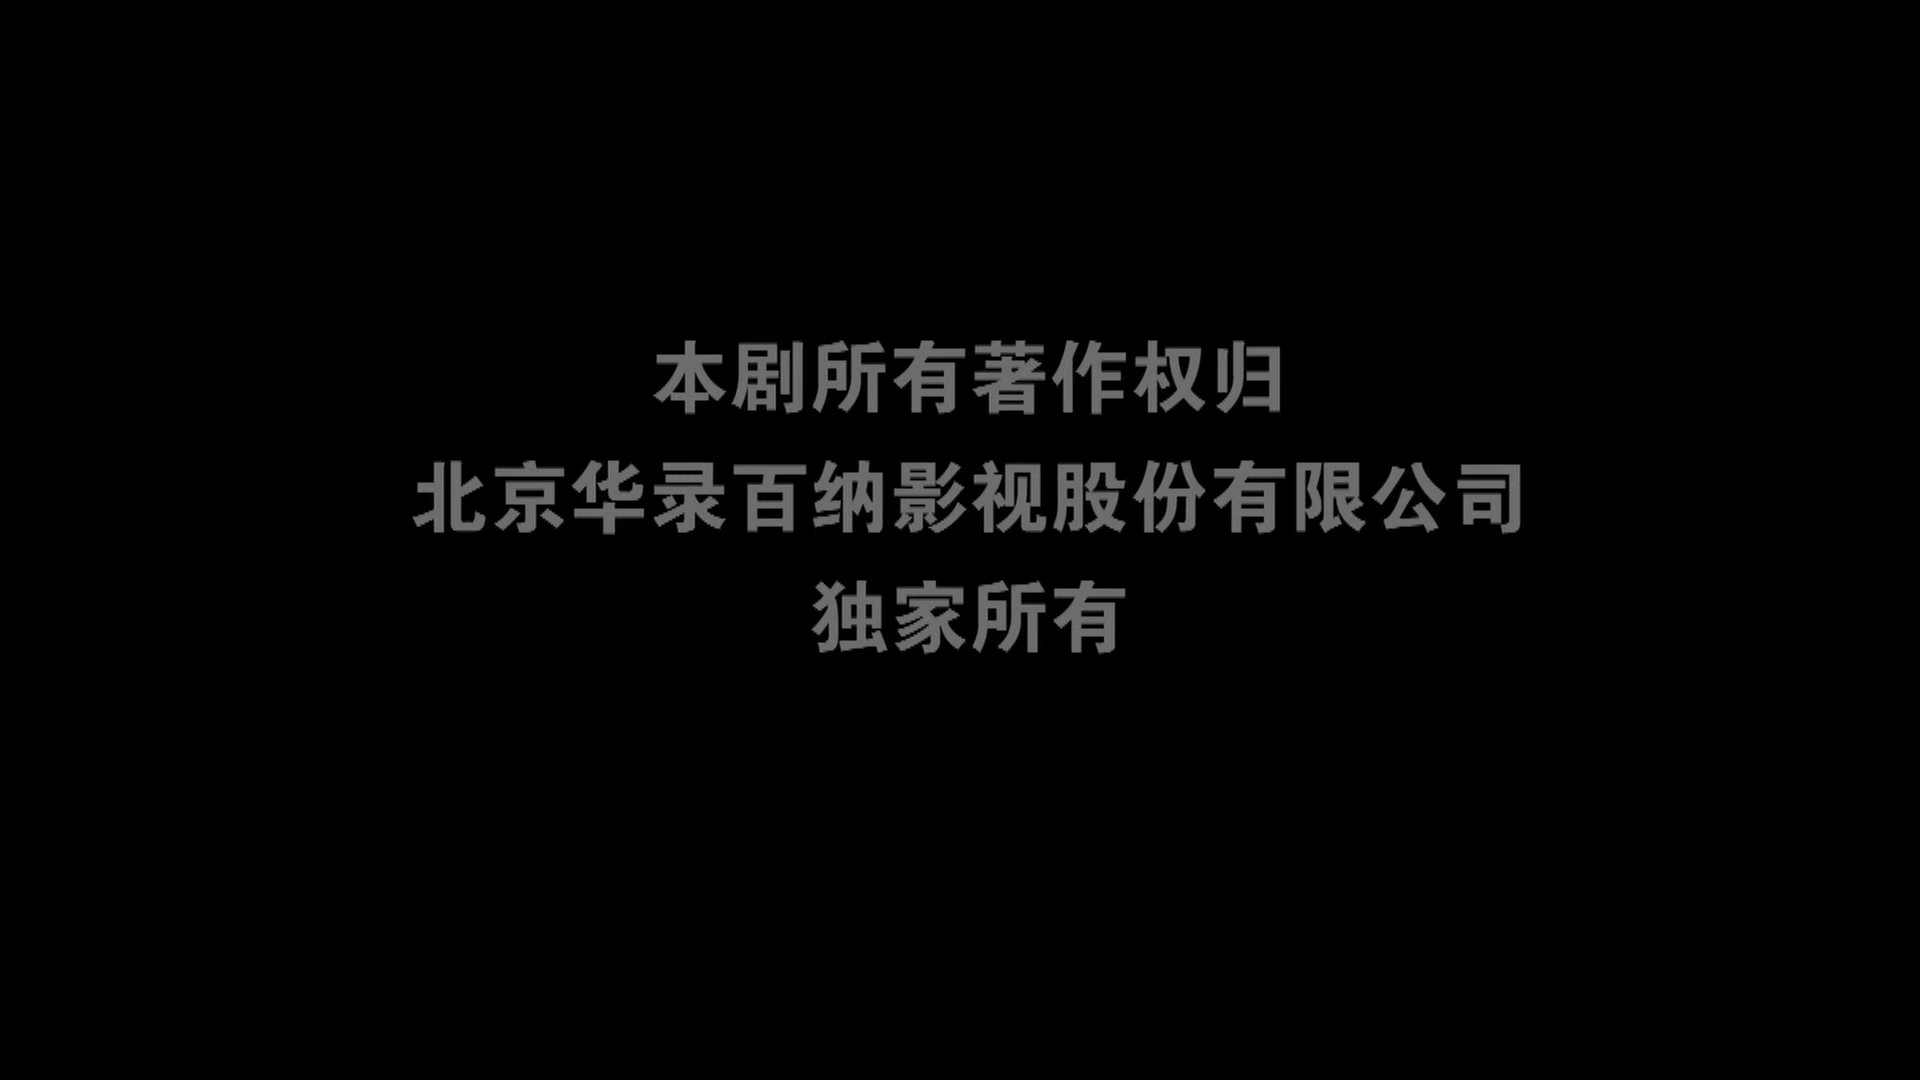 本剧所有著作权归
北京华录百纳影视股份有限公司
独家所有